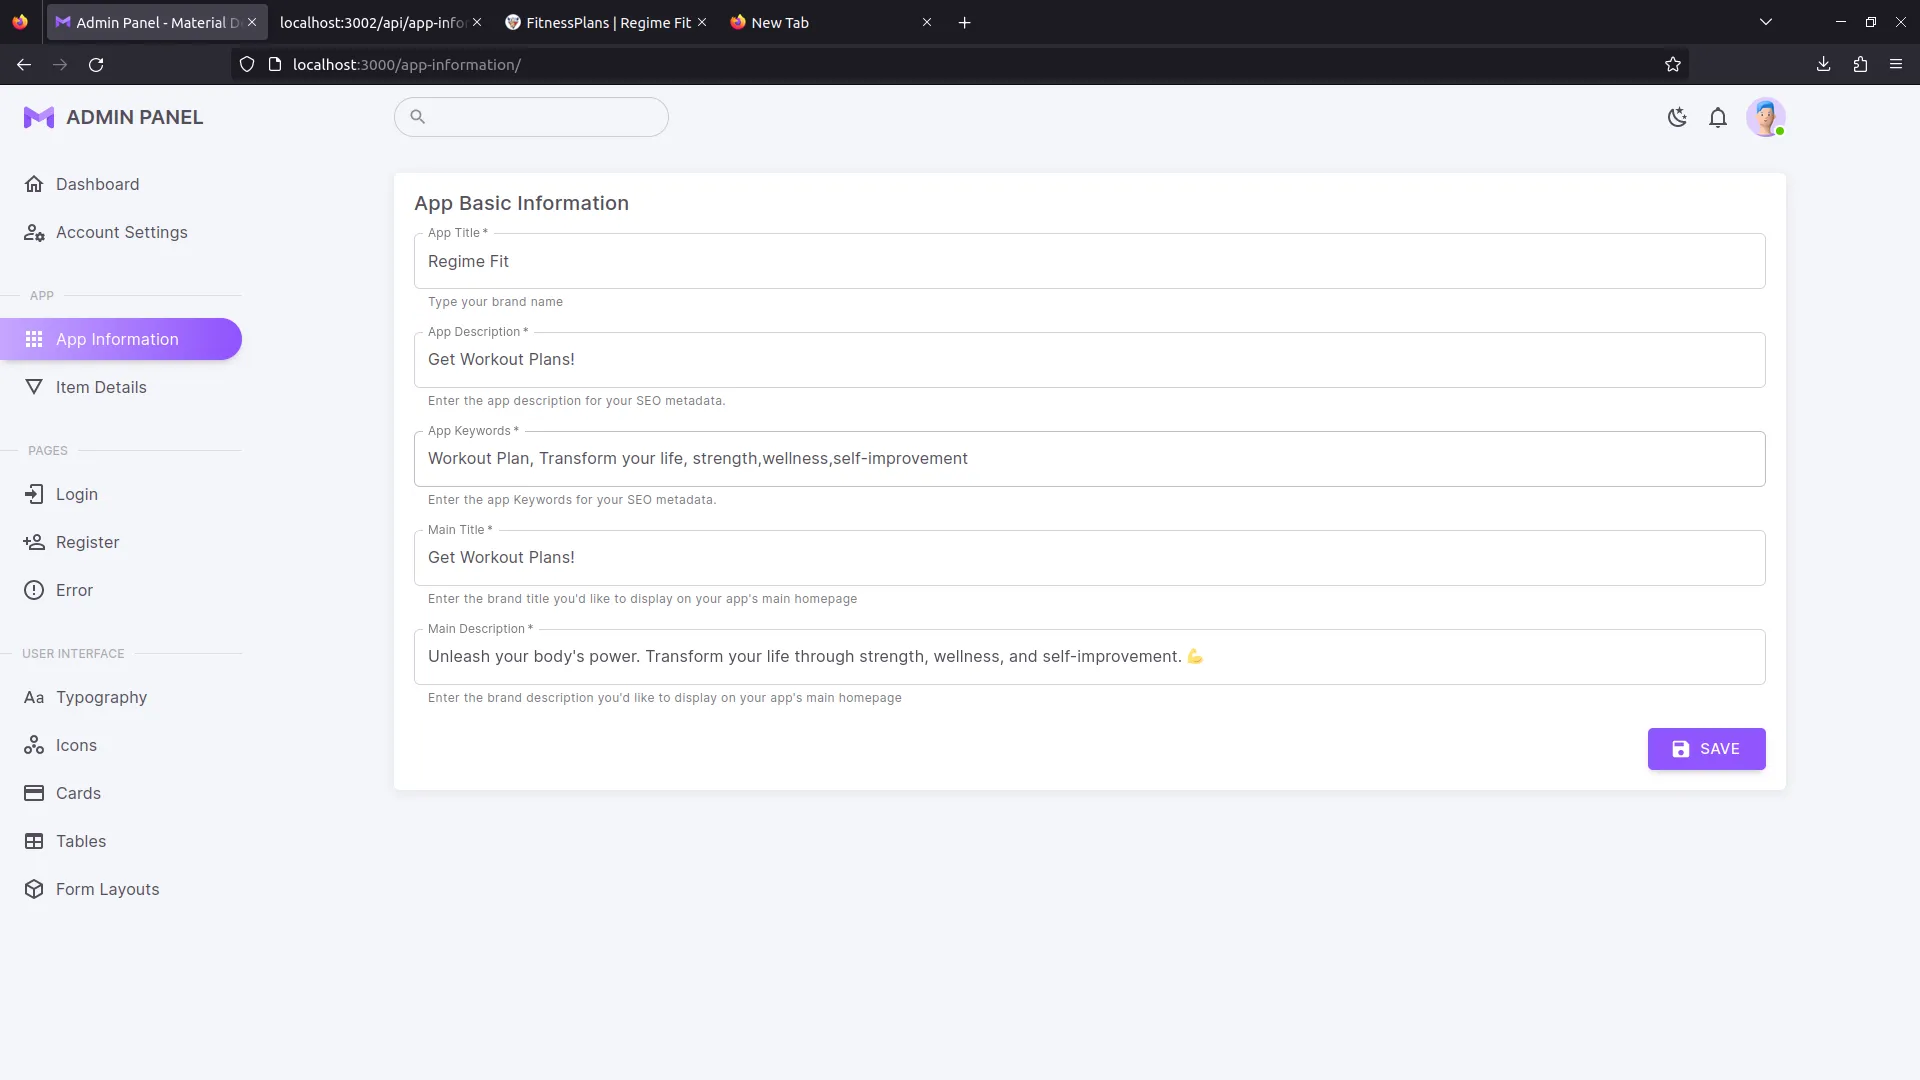 Admin Panel - Material D
localhost:3002/api/app-infor
FitnessPlans | Regime Fit
New Tab
localhost:3000/app-information/
ADMIN PANEL
Dashboard
Account Settings
APP
App Information
Item Details
PAGES
Login
Register
Error
USER INTERFACE
Aa Typography
Icons
Cards
Tables
Form Layouts
App Basic Information
App Title *
Regime Fit
Type your brand name
App Description *
Get Workout Plans!
Enter the app description for your SEO metadata.
App Keywords *
Workout Plan, Transform your life, strength,wellness,self-improvement
Enter the app Keywords for your SEO metadata.
Main Title *
Get Workout Plans!
Enter the brand title you'd like to display on your app's main homepage
Main Description *
Unleash your body's power. Transform your life through strength, wellness, and self-improvement. 💪
Enter the brand description you'd like to display on your app's main homepage
SAVE